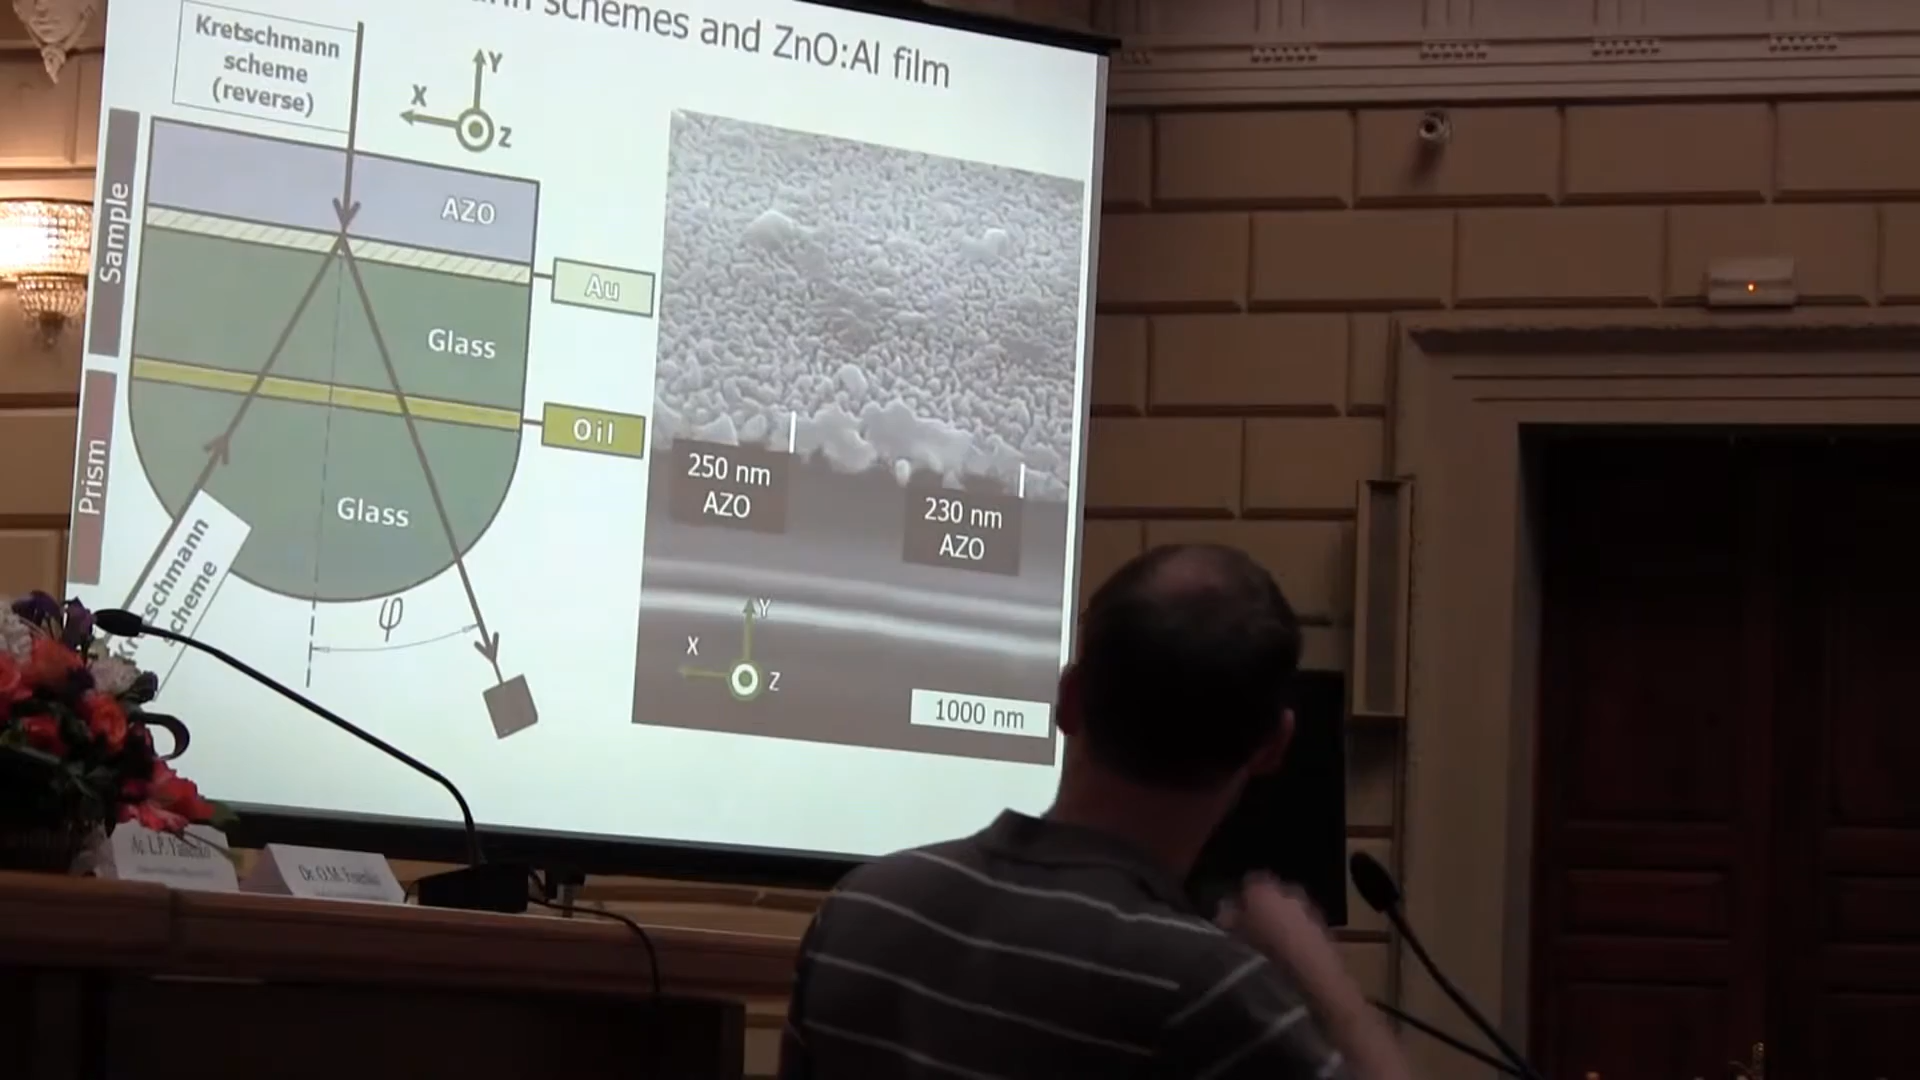 schemes and ZnO:Al film
Kretschmann
scheme
(reverse)
Y
X
Z
Sample
AZO
Au
Glass
Oil
Prism
Glass
Kretschmann
scheme
φ
250 nm
AZO
230 nm
AZO
Y
X
Z
1000 nm
Dr. O.M.